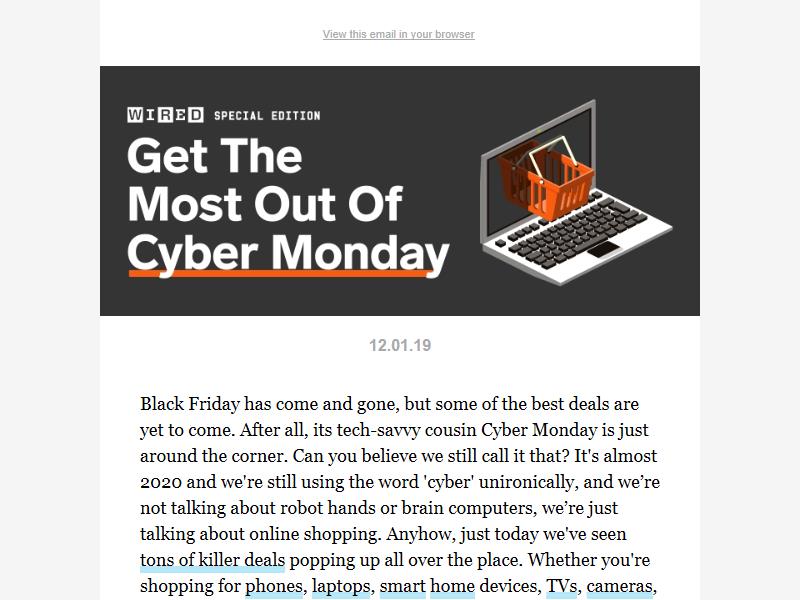 View this email in your browser
WIRED SPECIAL EDITION
Get The
Most Out Of
Cyber Monday
12.01.19
Black Friday has come and gone, but some of the best deals are
yet to come. After all, its tech-savvy cousin Cyber Monday is just
around the corner. Can you believe we still call it that? It's almost
2020 and we're still using the word 'cyber' unironically, and we’re
not talking about robot hands or brain computers, we’re just
talking about online shopping. Anyhow, just today we've seen
tons of killer deals popping up all over the place. Whether you're
shopping for phones, laptops, smart home devices, TVs, cameras,